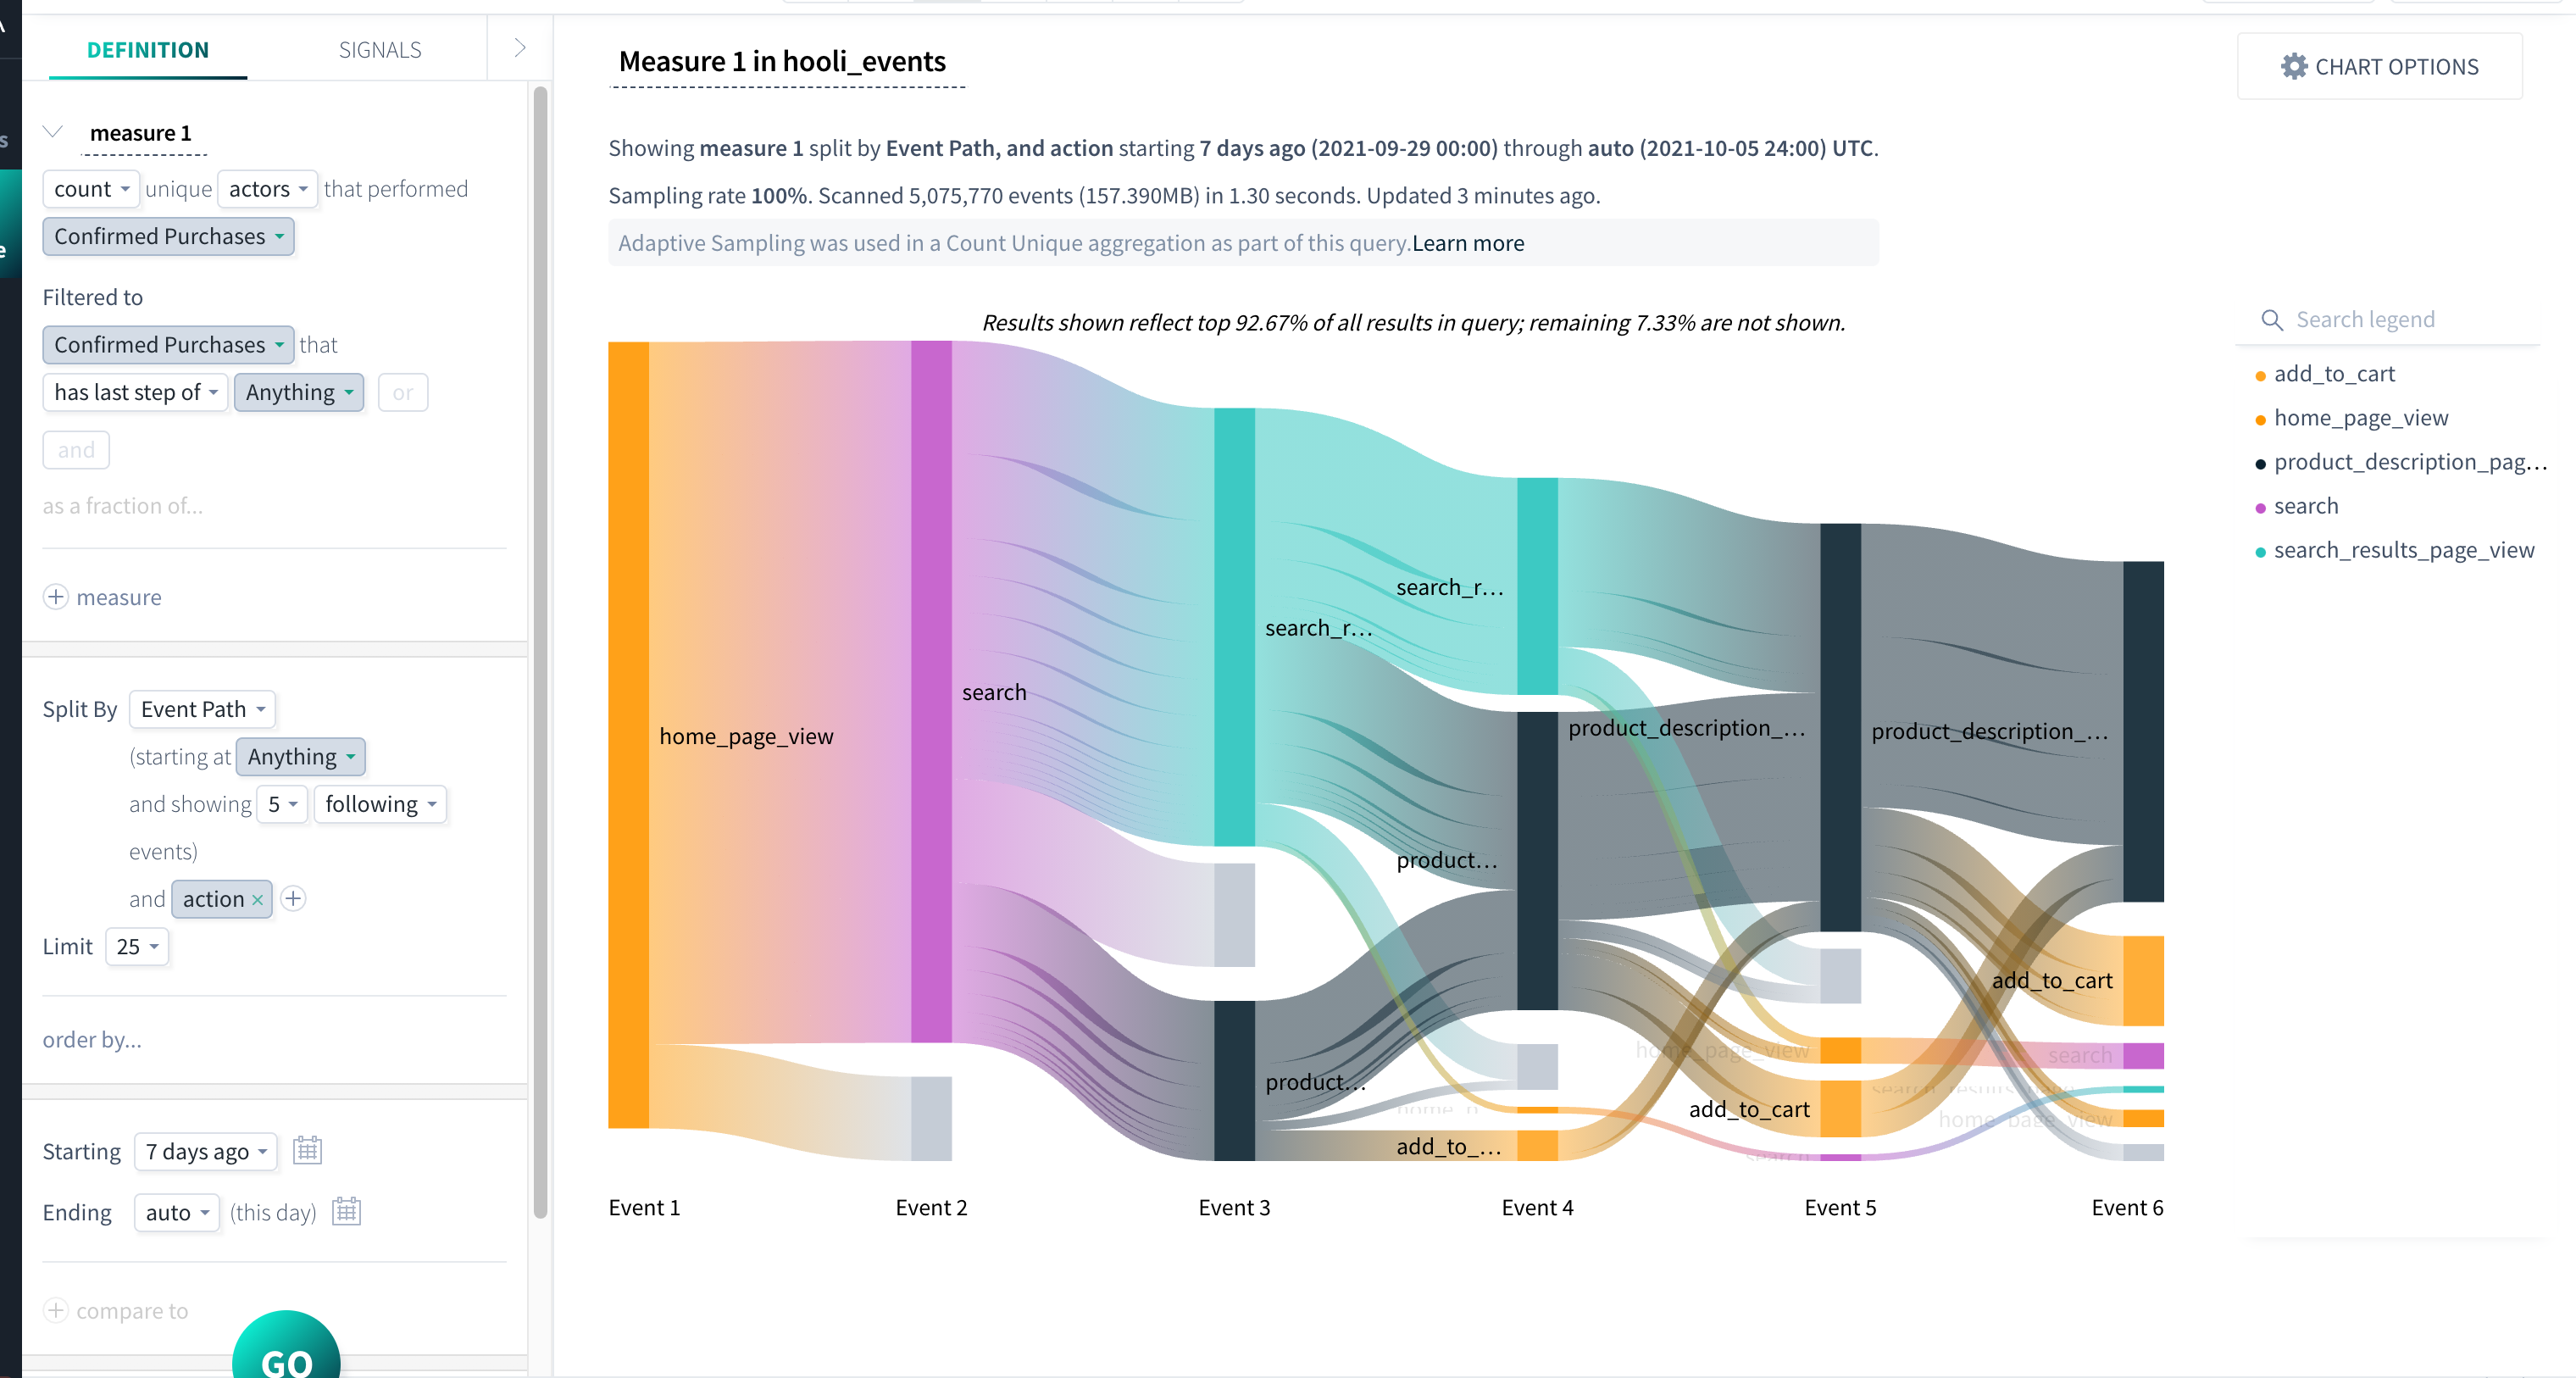 DEFINITION
SIGNALS
measure 1
count unique actors that performed
Confirmed Purchases
Filtered to
Confirmed Purchases that
has last step of Anything or
and
as a fraction of...
measure
Split By Event Path
(starting at Anything
and showing 5 following
events)
and action ×
Limit 25
order by...
Starting 7 days ago
Ending auto (this day)
compare to
GO
Measure 1 in hooli_events
CHART OPTIONS
Showing measure 1 split by Event Path, and action starting 7 days ago (2021-09-29 00:00) through auto (2021-10-05 24:00) UTC.
Sampling rate 100%. Scanned 5,075,770 events (157.390MB) in 1.30 seconds. Updated 3 minutes ago.
Adaptive Sampling was used in a Count Unique aggregation as part of this query.Learn more
Results shown reflect top 92.67% of all results in query; remaining 7.33% are not shown.
home_page_view
search
search_r…
product…
search_r…
product…
add_to_…
product_description_…
home_page_view
add_to_cart
search
product_description_…
add_to_cart
search
home_page_view
Event 1
Event 2
Event 3
Event 4
Event 5
Event 6
Search legend
add_to_cart
home_page_view
product_description_pag…
search
search_results_page_view